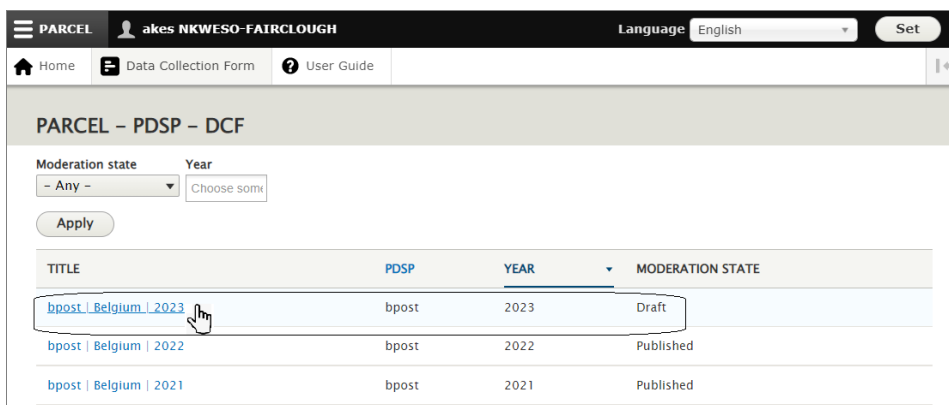 PARCEL akes NKWESO-FAIRCLOUGH Language English Set
Home Data Collection Form User Guide
PARCEL – PDSP – DCF
Moderation state Year
– Any – Choose some
Apply
TITLE PDSP YEAR MODERATION STATE
bpost | Belgium | 2023 bpost 2023 Draft
bpost | Belgium | 2022 bpost 2022 Published
bpost | Belgium | 2021 bpost 2021 Published